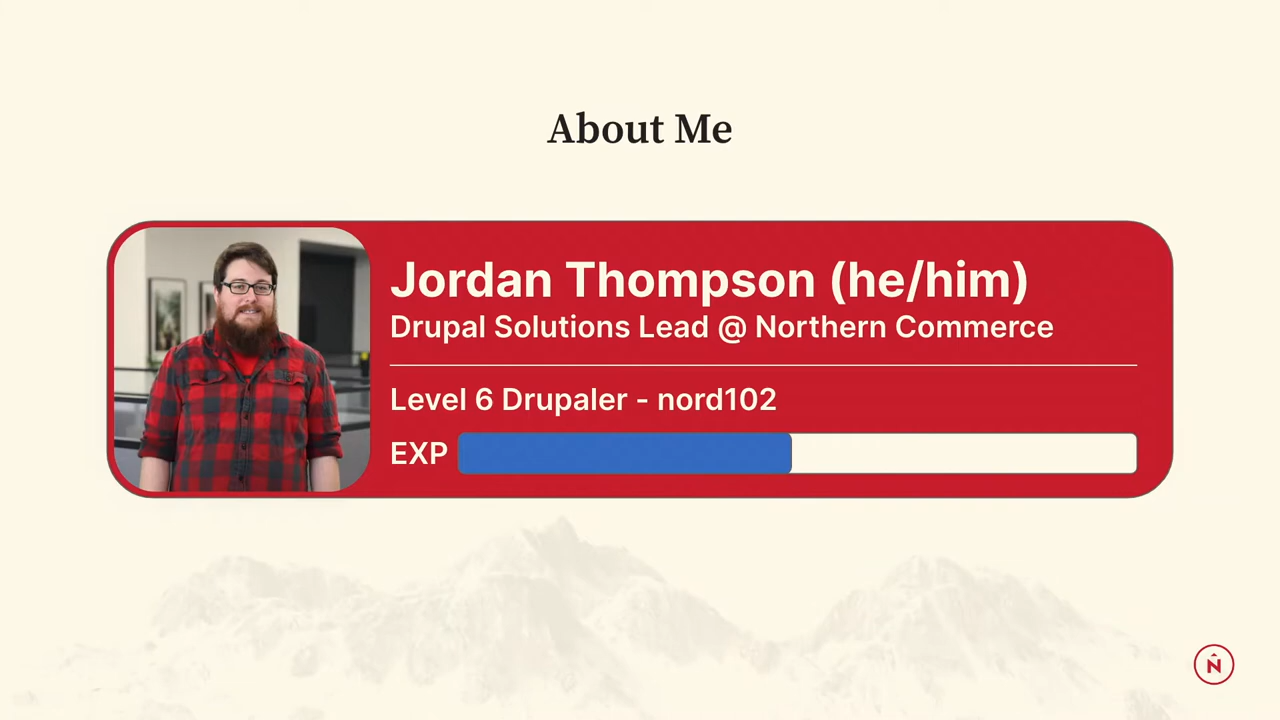 About Me
Jordan Thompson (he/him)
Drupal Solutions Lead @ Northern Commerce
Level 6 Drupaler - nord102
EXP
N